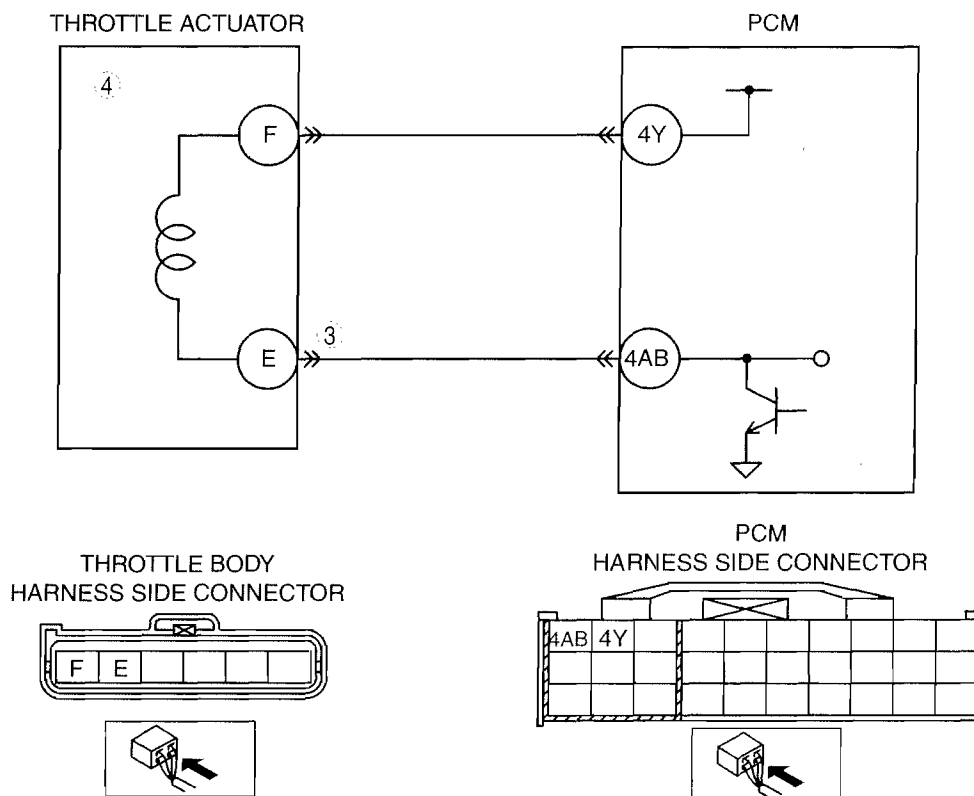 THROTTLE ACTUATOR
PCM
4
F
4Y
3
E
4AB
THROTTLE BODY
HARNESS SIDE CONNECTOR
F E
PCM
HARNESS SIDE CONNECTOR
4AB 4Y